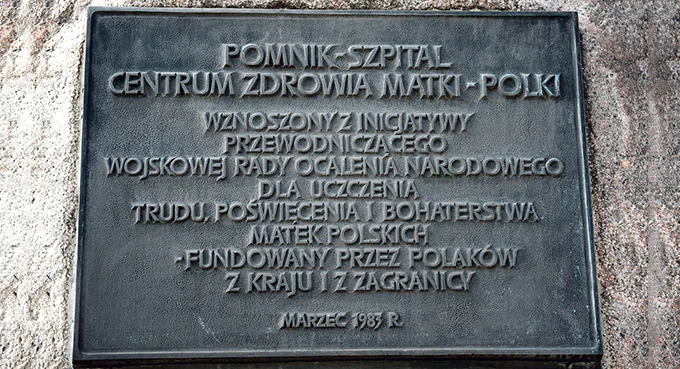 POMNIK-SZPITAL
CENTRUM ZDROWIA MATKI-POLKI
WZNOSZONY Z INICJATYWY
PRZEWODNICZĄCEGO
WOJSKOWEJ RADY OCALENIA NARODOWEGO
DLA UCZCZENIA
TRUDU, POŚWIĘCENIA I BOHATERSTWA
MATEK POLSKICH
-FUNDOWANY PRZEZ POLAKÓW
Z KRAJU I Z ZAGRANICY
MARZEC 1983 R.